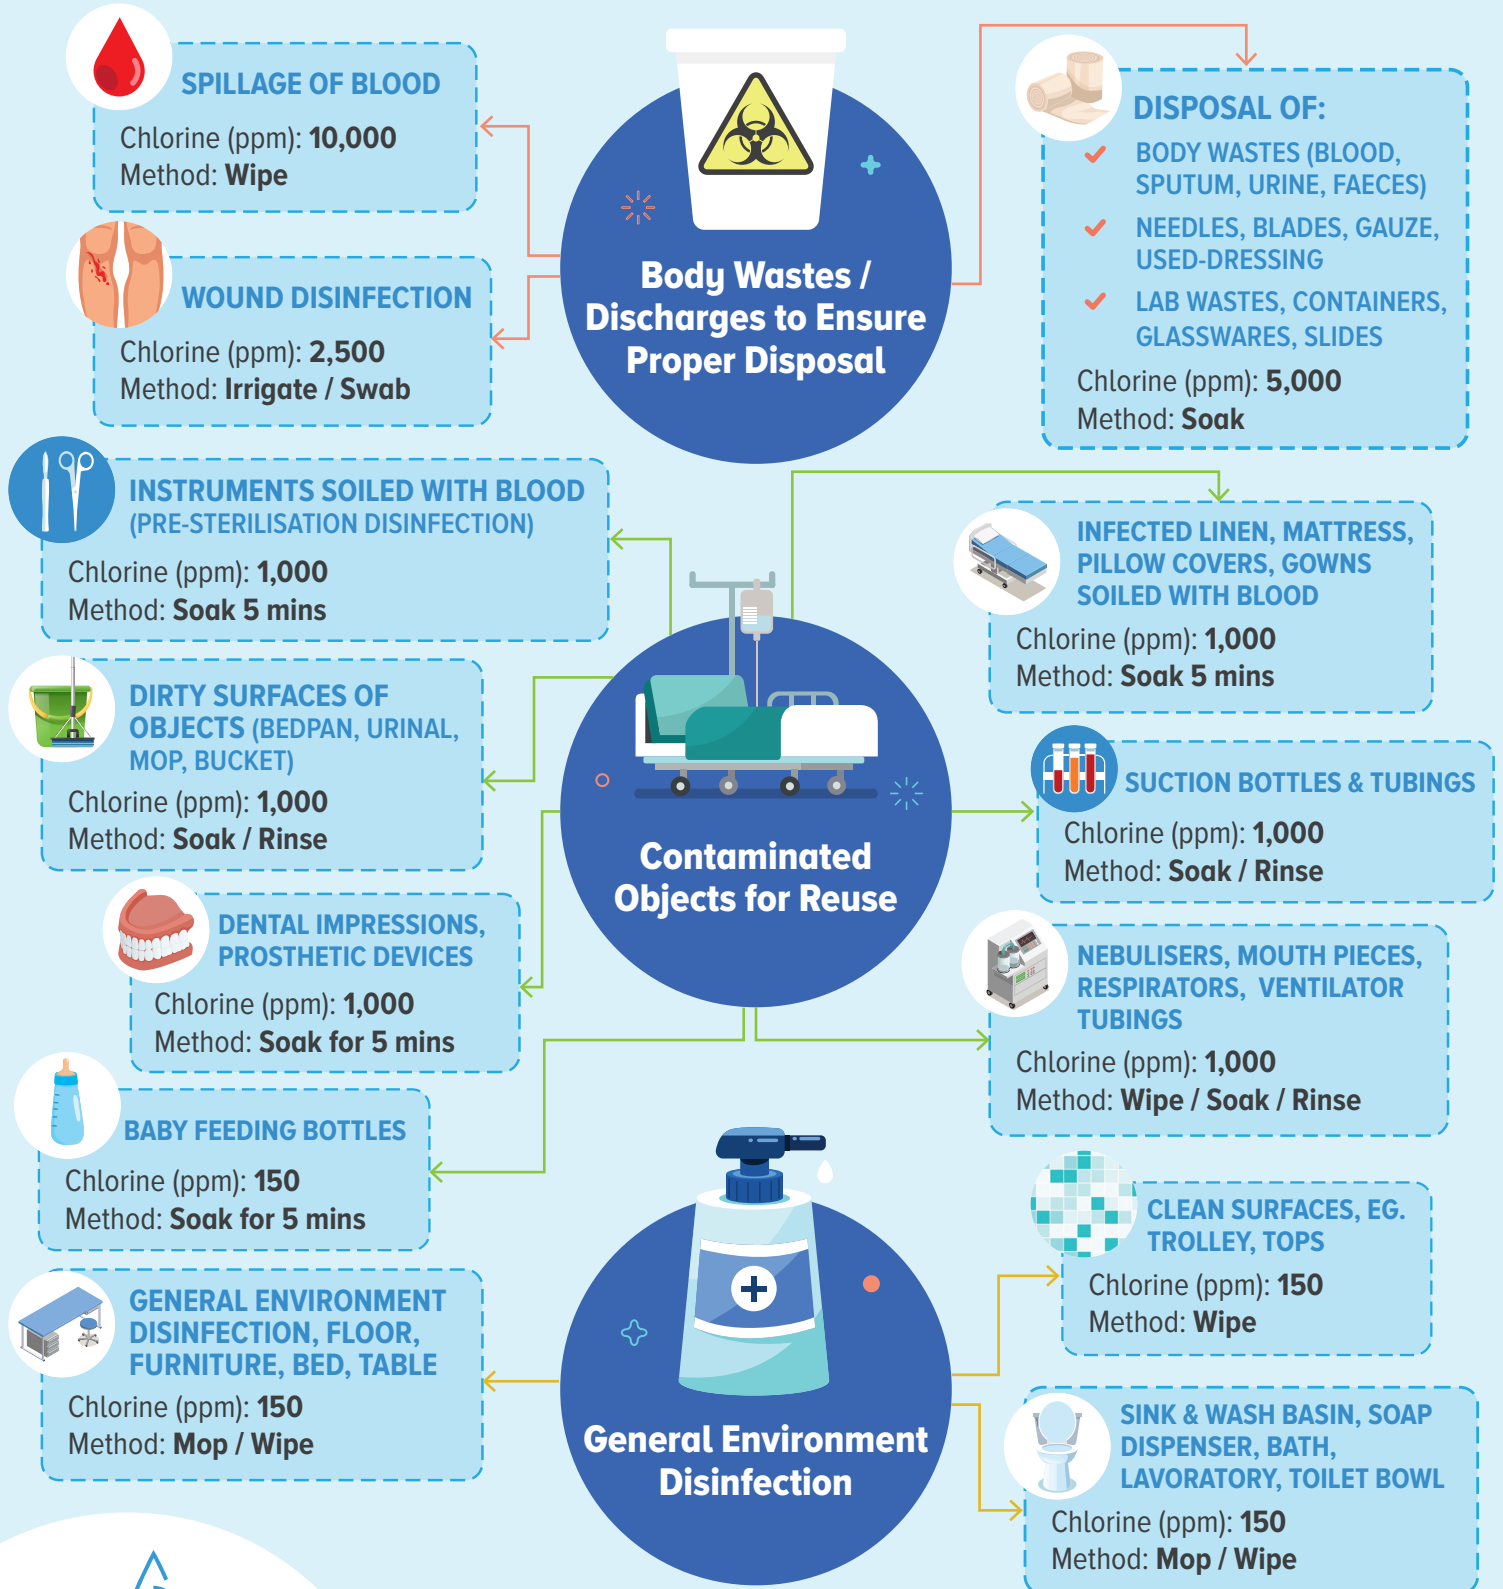 SPILLAGE OF BLOOD
Chlorine (ppm): 10,000
Method: Wipe
WOUND DISINFECTION
Chlorine (ppm): 2,500
Method: Irrigate / Swab
Body Wastes /
Discharges to Ensure
Proper Disposal
DISPOSAL OF:
BODY WASTES (BLOOD,
SPUTUM, URINE, FAECES)
NEEDLES, BLADES, GAUZE,
USED-DRESSING
LAB WASTES, CONTAINERS,
GLASSWARES, SLIDES
Chlorine (ppm): 5,000
Method: Soak
INSTRUMENTS SOILED WITH BLOOD
(PRE-STERILISATION DISINFECTION)
Chlorine (ppm): 1,000
Method: Soak 5 mins
DIRTY SURFACES OF
OBJECTS (BEDPAN, URINAL,
MOP, BUCKET)
Chlorine (ppm): 1,000
Method: Soak / Rinse
DENTAL IMPRESSIONS,
PROSTHETIC DEVICES
Chlorine (ppm): 1,000
Method: Soak for 5 mins
BABY FEEDING BOTTLES
Chlorine (ppm): 150
Method: Soak for 5 mins
Contaminated
Objects for Reuse
INFECTED LINEN, MATTRESS,
PILLOW COVERS, GOWNS
SOILED WITH BLOOD
Chlorine (ppm): 1,000
Method: Soak 5 mins
SUCTION BOTTLES & TUBINGS
Chlorine (ppm): 1,000
Method: Soak / Rinse
NEBULISERS, MOUTH PIECES,
RESPIRATORS, VENTILATOR
TUBINGS
Chlorine (ppm): 1,000
Method: Wipe / Soak / Rinse
GENERAL ENVIRONMENT
DISINFECTION, FLOOR,
FURNITURE, BED, TABLE
Chlorine (ppm): 150
Method: Mop / Wipe
General Environment
Disinfection
CLEAN SURFACES, EG.
TROLLEY, TOPS
Chlorine (ppm): 150
Method: Wipe
SINK & WASH BASIN, SOAP
DISPENSER, BATH,
LAVORATORY, TOILET BOWL
Chlorine (ppm): 150
Method: Mop / Wipe